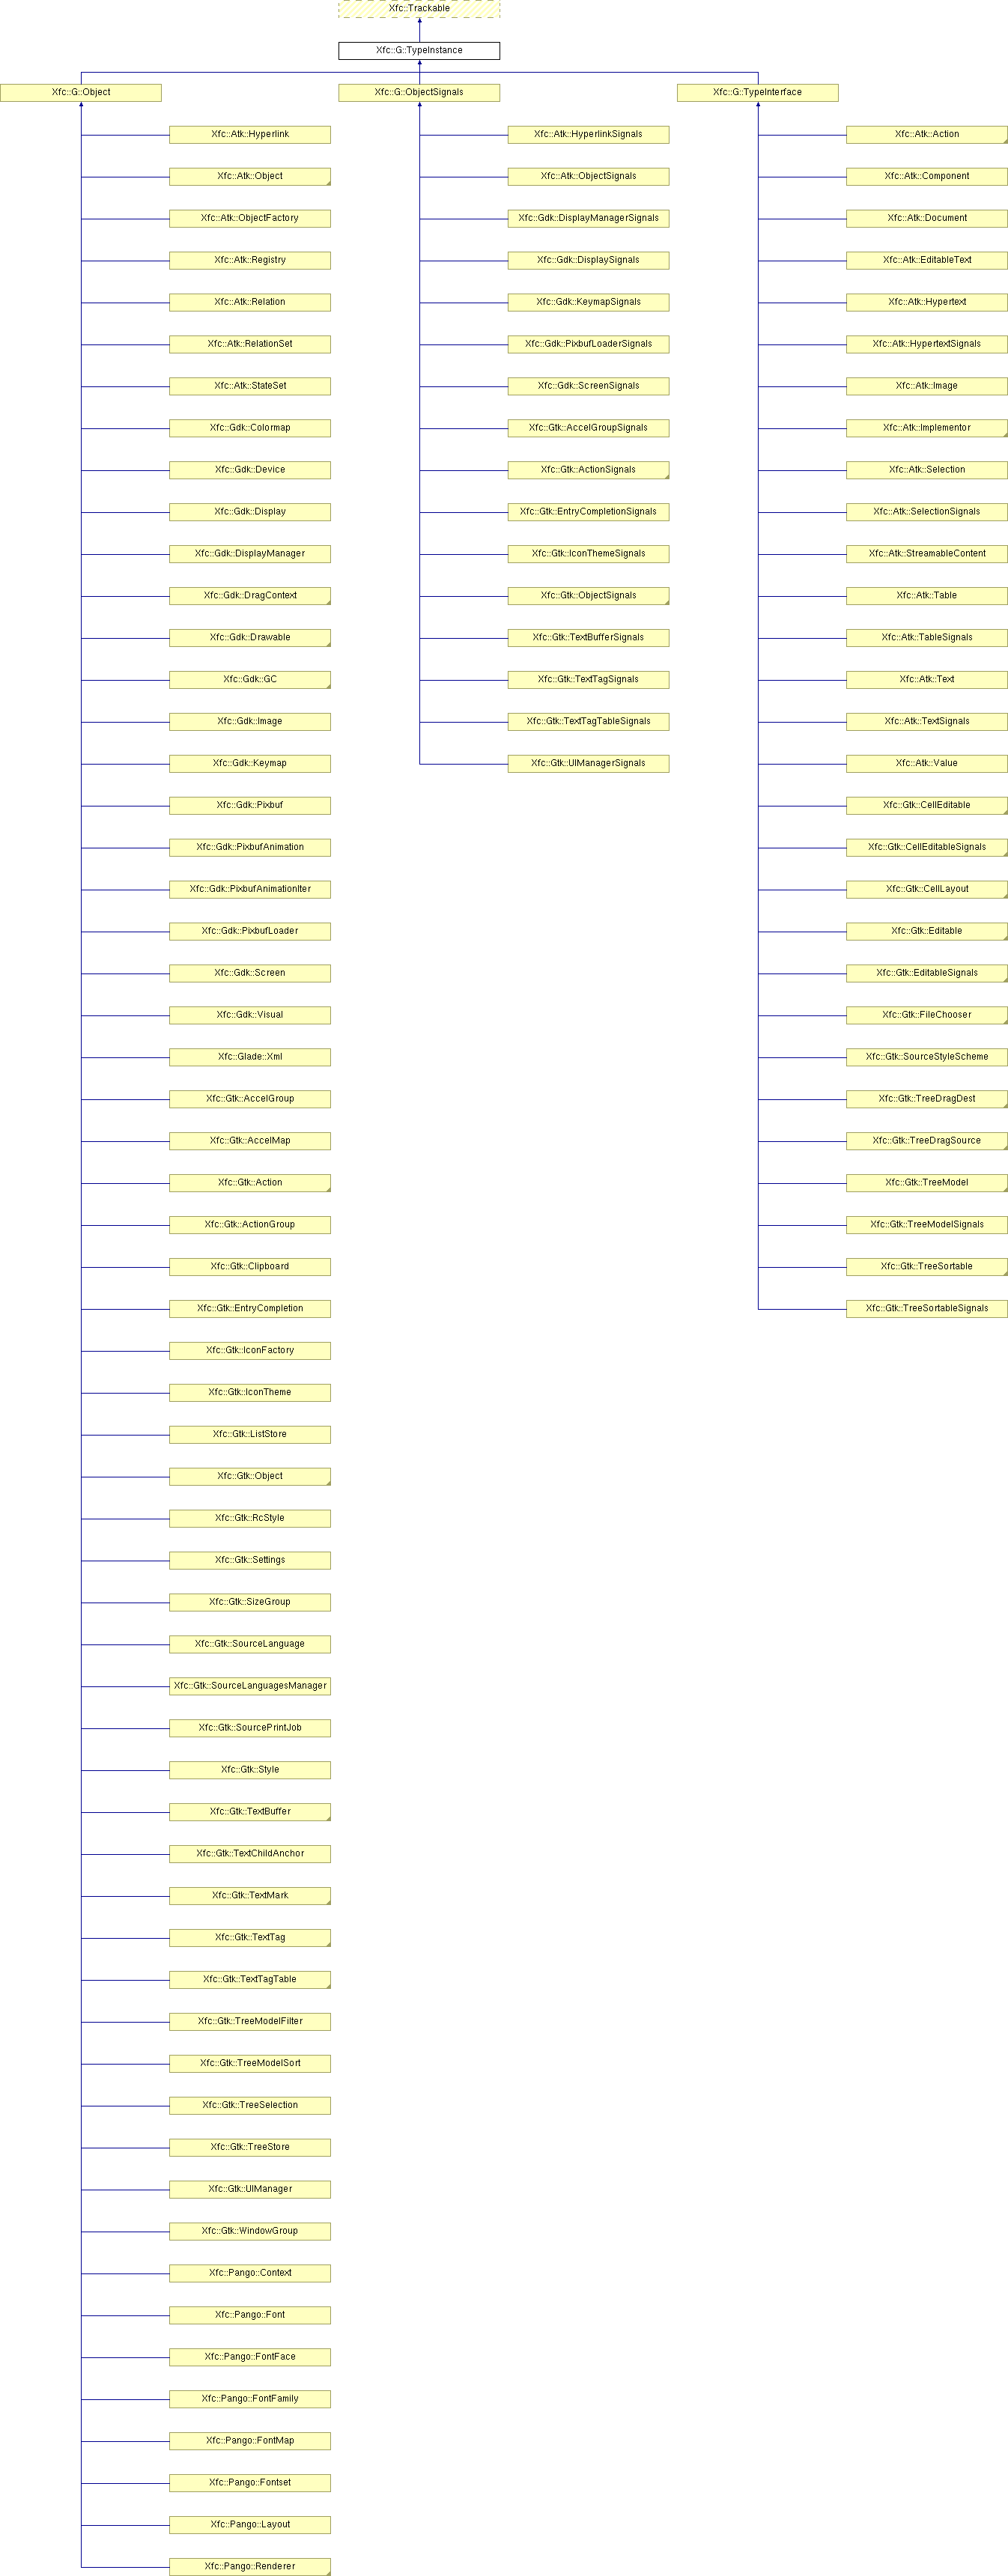 Xfc::Trackable
Xfc::G::TypeInstance
Xfc::G::Object
Xfc::G::ObjectSignals
Xfc::G::TypeInterface
Xfc::Atk::Hyperlink
Xfc::Atk::HyperlinkSignals
Xfc::Atk::Action
Xfc::Atk::Object
Xfc::Atk::ObjectSignals
Xfc::Atk::Component
Xfc::Atk::ObjectFactory
Xfc::Gdk::DisplayManagerSignals
Xfc::Atk::Document
Xfc::Atk::Registry
Xfc::Gdk::DisplaySignals
Xfc::Atk::EditableText
Xfc::Atk::Relation
Xfc::Gdk::KeymapSignals
Xfc::Atk::Hypertext
Xfc::Atk::RelationSet
Xfc::Gdk::PixbufLoaderSignals
Xfc::Atk::HypertextSignals
Xfc::Atk::StateSet
Xfc::Gdk::ScreenSignals
Xfc::Atk::Image
Xfc::Gdk::Colormap
Xfc::Gtk::AccelGroupSignals
Xfc::Atk::Implementor
Xfc::Gdk::Device
Xfc::Gtk::ActionSignals
Xfc::Atk::Selection
Xfc::Gdk::Display
Xfc::Gtk::EntryCompletionSignals
Xfc::Atk::SelectionSignals
Xfc::Gdk::DisplayManager
Xfc::Gtk::IconThemeSignals
Xfc::Atk::StreamableContent
Xfc::Gdk::DragContext
Xfc::Gtk::ObjectSignals
Xfc::Atk::Table
Xfc::Gdk::Drawable
Xfc::Gtk::TextBufferSignals
Xfc::Atk::TableSignals
Xfc::Gdk::GC
Xfc::Gtk::TextTagSignals
Xfc::Atk::Text
Xfc::Gdk::Image
Xfc::Gtk::TextTagTableSignals
Xfc::Atk::TextSignals
Xfc::Gdk::Keymap
Xfc::Gtk::UIManagerSignals
Xfc::Atk::Value
Xfc::Gdk::Pixbuf
Xfc::Gtk::CellEditable
Xfc::Gdk::PixbufAnimation
Xfc::Gtk::CellEditableSignals
Xfc::Gdk::PixbufAnimationIter
Xfc::Gtk::CellLayout
Xfc::Gdk::PixbufLoader
Xfc::Gtk::Editable
Xfc::Gdk::Screen
Xfc::Gtk::EditableSignals
Xfc::Gdk::Visual
Xfc::Gtk::FileChooser
Xfc::Glade::Xml
Xfc::Gtk::SourceStyleScheme
Xfc::Gtk::AccelGroup
Xfc::Gtk::TreeDragDest
Xfc::Gtk::AccelMap
Xfc::Gtk::TreeDragSource
Xfc::Gtk::Action
Xfc::Gtk::TreeModel
Xfc::Gtk::ActionGroup
Xfc::Gtk::TreeModelSignals
Xfc::Gtk::Clipboard
Xfc::Gtk::TreeSortable
Xfc::Gtk::EntryCompletion
Xfc::Gtk::TreeSortableSignals
Xfc::Gtk::IconFactory
Xfc::Gtk::IconTheme
Xfc::Gtk::ListStore
Xfc::Gtk::Object
Xfc::Gtk::RcStyle
Xfc::Gtk::Settings
Xfc::Gtk::SizeGroup
Xfc::Gtk::SourceLanguage
Xfc::Gtk::SourceLanguagesManager
Xfc::Gtk::SourcePrintJob
Xfc::Gtk::Style
Xfc::Gtk::TextBuffer
Xfc::Gtk::TextChildAnchor
Xfc::Gtk::TextMark
Xfc::Gtk::TextTag
Xfc::Gtk::TextTagTable
Xfc::Gtk::TreeModelFilter
Xfc::Gtk::TreeModelSort
Xfc::Gtk::TreeSelection
Xfc::Gtk::TreeStore
Xfc::Gtk::UIManager
Xfc::Gtk::WindowGroup
Xfc::Pango::Context
Xfc::Pango::Font
Xfc::Pango::FontFace
Xfc::Pango::FontFamily
Xfc::Pango::FontMap
Xfc::Pango::Fontset
Xfc::Pango::Layout
Xfc::Pango::Renderer